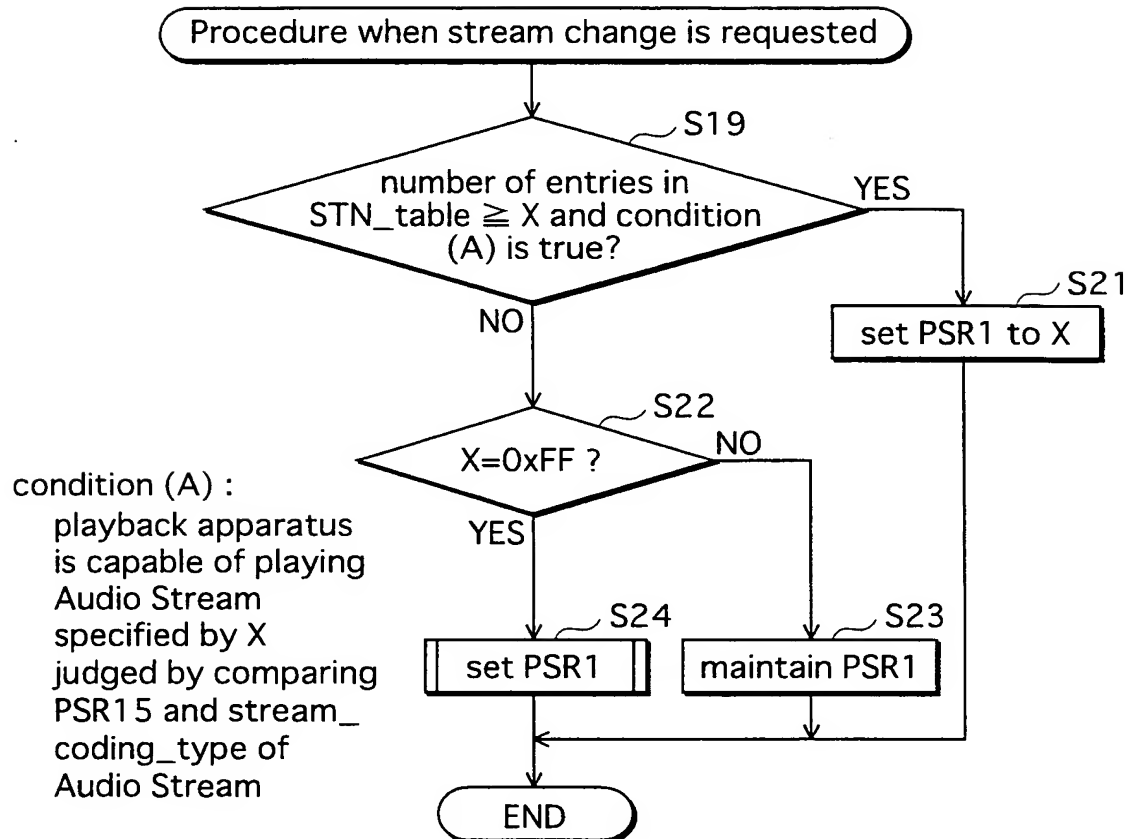 Procedure when stream change is requested
S19
number of entries in
STN_table ≧ X and condition
(A) is true?
YES
NO
S21
set PSR1 to X
S22
X=0xFF ?
NO
YES
condition (A) :
playback apparatus
is capable of playing
Audio Stream
specified by X
judged by comparing
PSR15 and stream_
coding_type of
Audio Stream
S24
set PSR1
S23
maintain PSR1
END